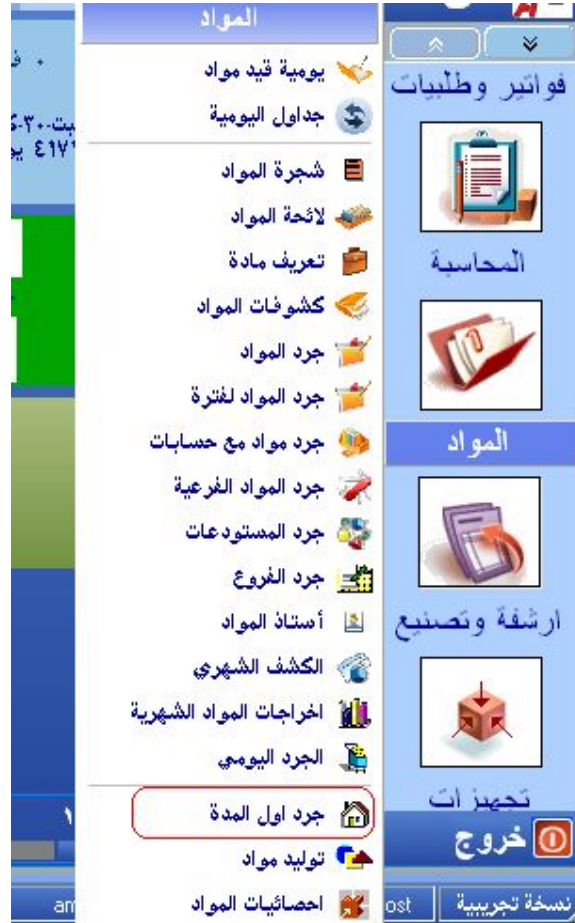 المواد
يومية قيد مواد
جداول اليومية
شجرة المواد
لائحة المواد
تعريف مادة
كشوفات المواد
جرد المواد
جرد المواد لفترة
جرد مواد مع حسابات
جرد المواد الفرعية
جرد المستودعات
جرد الفروع
أستاذ المواد
الكشف الشهري
اخراجات المواد الشهرية
الجرد اليومي
جرد اول المدة
توليد مواد
احصائيات المواد
فواتير وطلبيات
المحاسبة
المواد
ارشفة وتصنيع
تجهيزات
خروج
نسخة تجريبية
ost
am